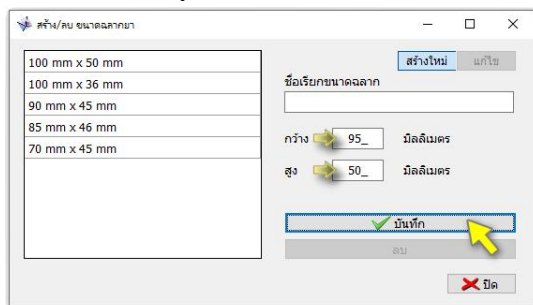 สร้าง/ลบ ขนาดฉลากยา
100 mm x 50 mm
100 mm x 36 mm
90 mm x 45 mm
85 mm x 46 mm
70 mm x 45 mm
สร้างใหม่ แก้ไข
ชื่อเรียกขนาดฉลาก
กว้าง 95_ มิลลิเมตร
สูง 50_ มิลลิเมตร
บันทึก
ลบ
ปิด